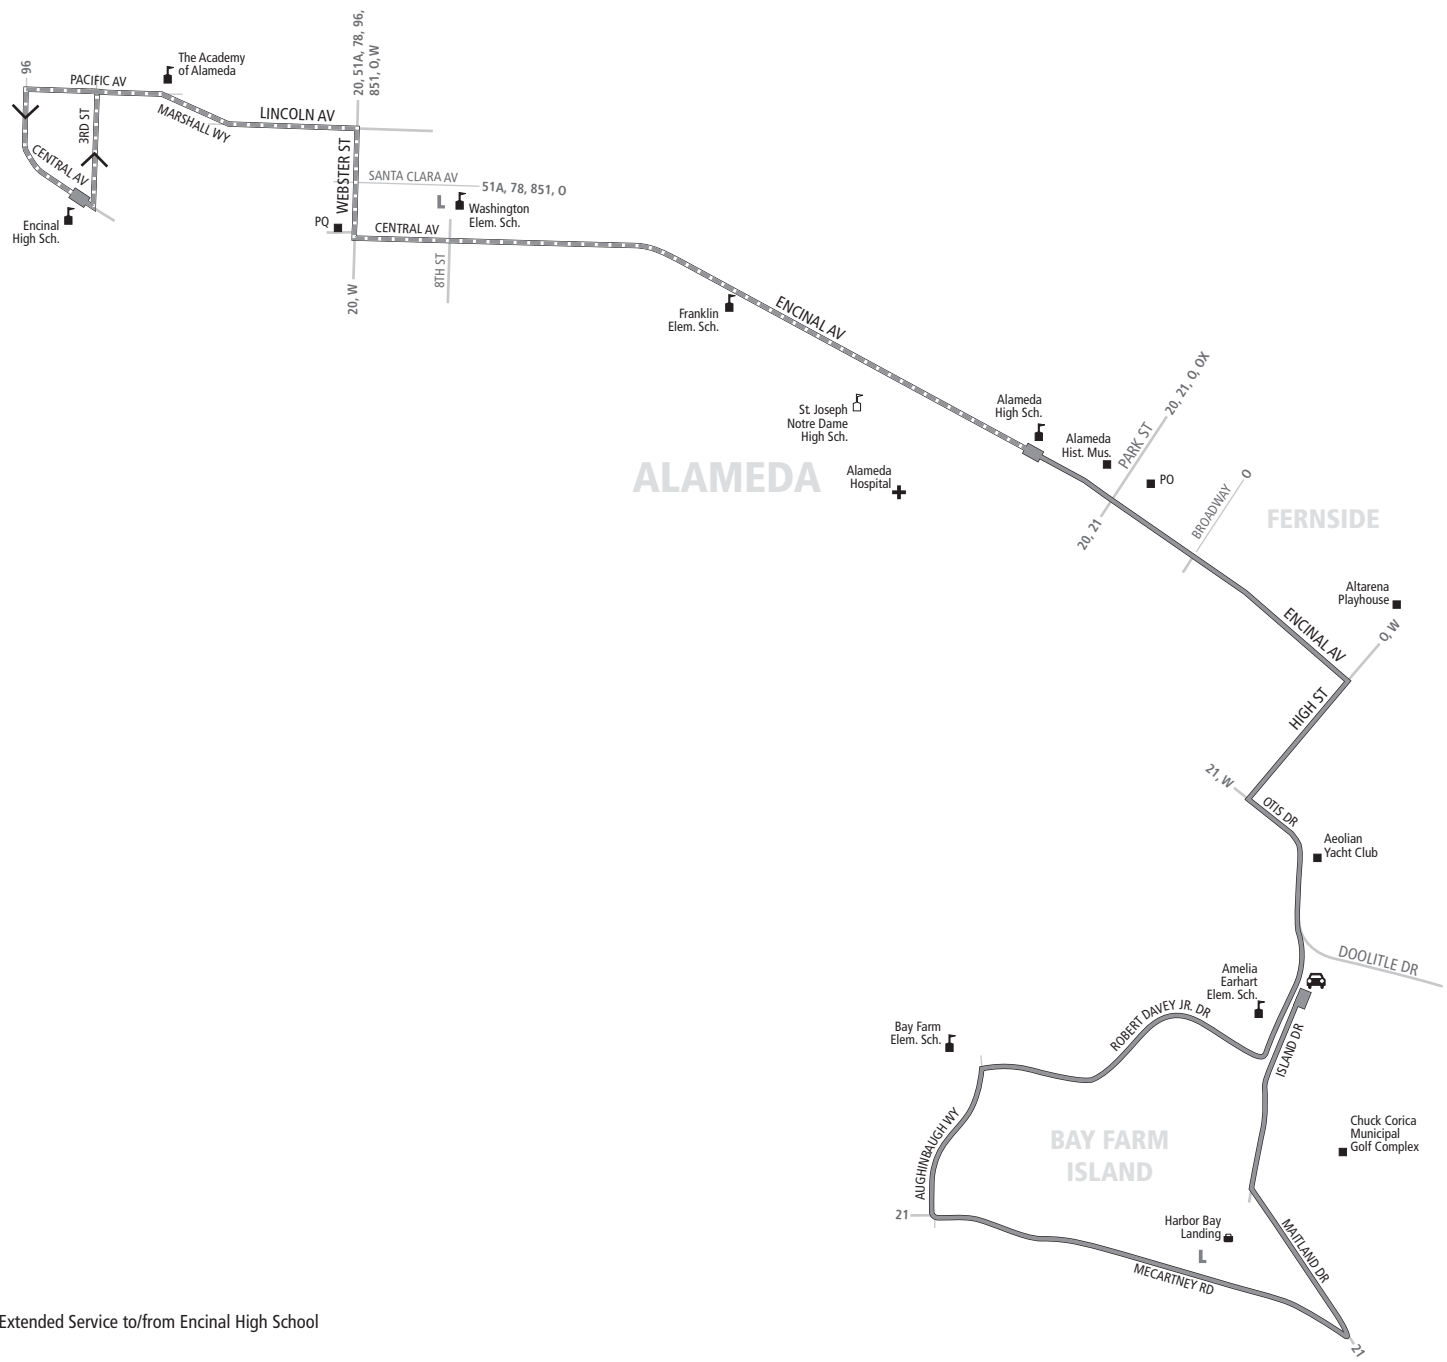 96
The Academy
of Alameda
PACIFIC AV
3RD ST
MARSHALL WY
LINCOLN AV
20, 51A, 78, 96,
851, O, W
CENTRAL AV
Encinal
High Sch.
WEBSTER ST
SANTA CLARA AV
51A, 78, 851, O
L
Washington
Elem. Sch.
PQ
CENTRAL AV
8TH ST
20, W
Franklin
Elem. Sch.
ENCINAL AV
St. Joseph
Notre Dame
High Sch.
Alameda
High Sch.
Alameda
Hist. Mus.
PARK ST
20, 21, O, OX
ALAMEDA
Alameda
Hospital
PO
20, 21
BROADWAY
O
FERNSIDE
Altarena
Playhouse
ENCINAL AV
O, W
HIGH ST
21, W
OTIS DR
Aeolian
Yacht Club
DOOLITLE DR
Amelia
Earhart
Elem. Sch.
ROBERT DAVEY JR. DR
Bay Farm
Elem. Sch.
ISLAND DR
AUGHINBAUGH WY
BAY FARM
ISLAND
Chuck Corica
Municipal
Golf Complex
21
Harbor Bay
Landing
L
MAITLAND DR
MECARTNEY RD
21
Extended Service to/from Encinal High School